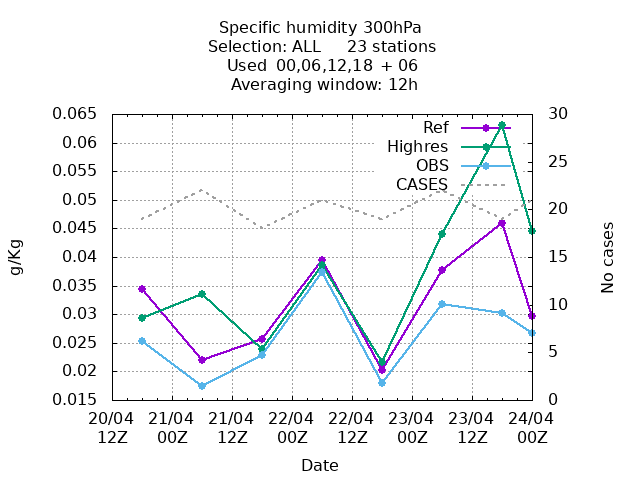 Specific humidity 300hPa
Selection: ALL 23 stations
Used 00,06,12,18 + 06
Averaging window: 12h
g/Kg
0.065
0.06
0.055
0.05
0.045
0.04
0.035
0.03
0.025
0.02
0.015
Ref
Highres
OBS
CASES
30
25
20
15
10
5
0
No cases
20/04 21/04 21/04 22/04 22/04 23/04 23/04 24/04
12Z 00Z 12Z 00Z 12Z 00Z 12Z 00Z
Date